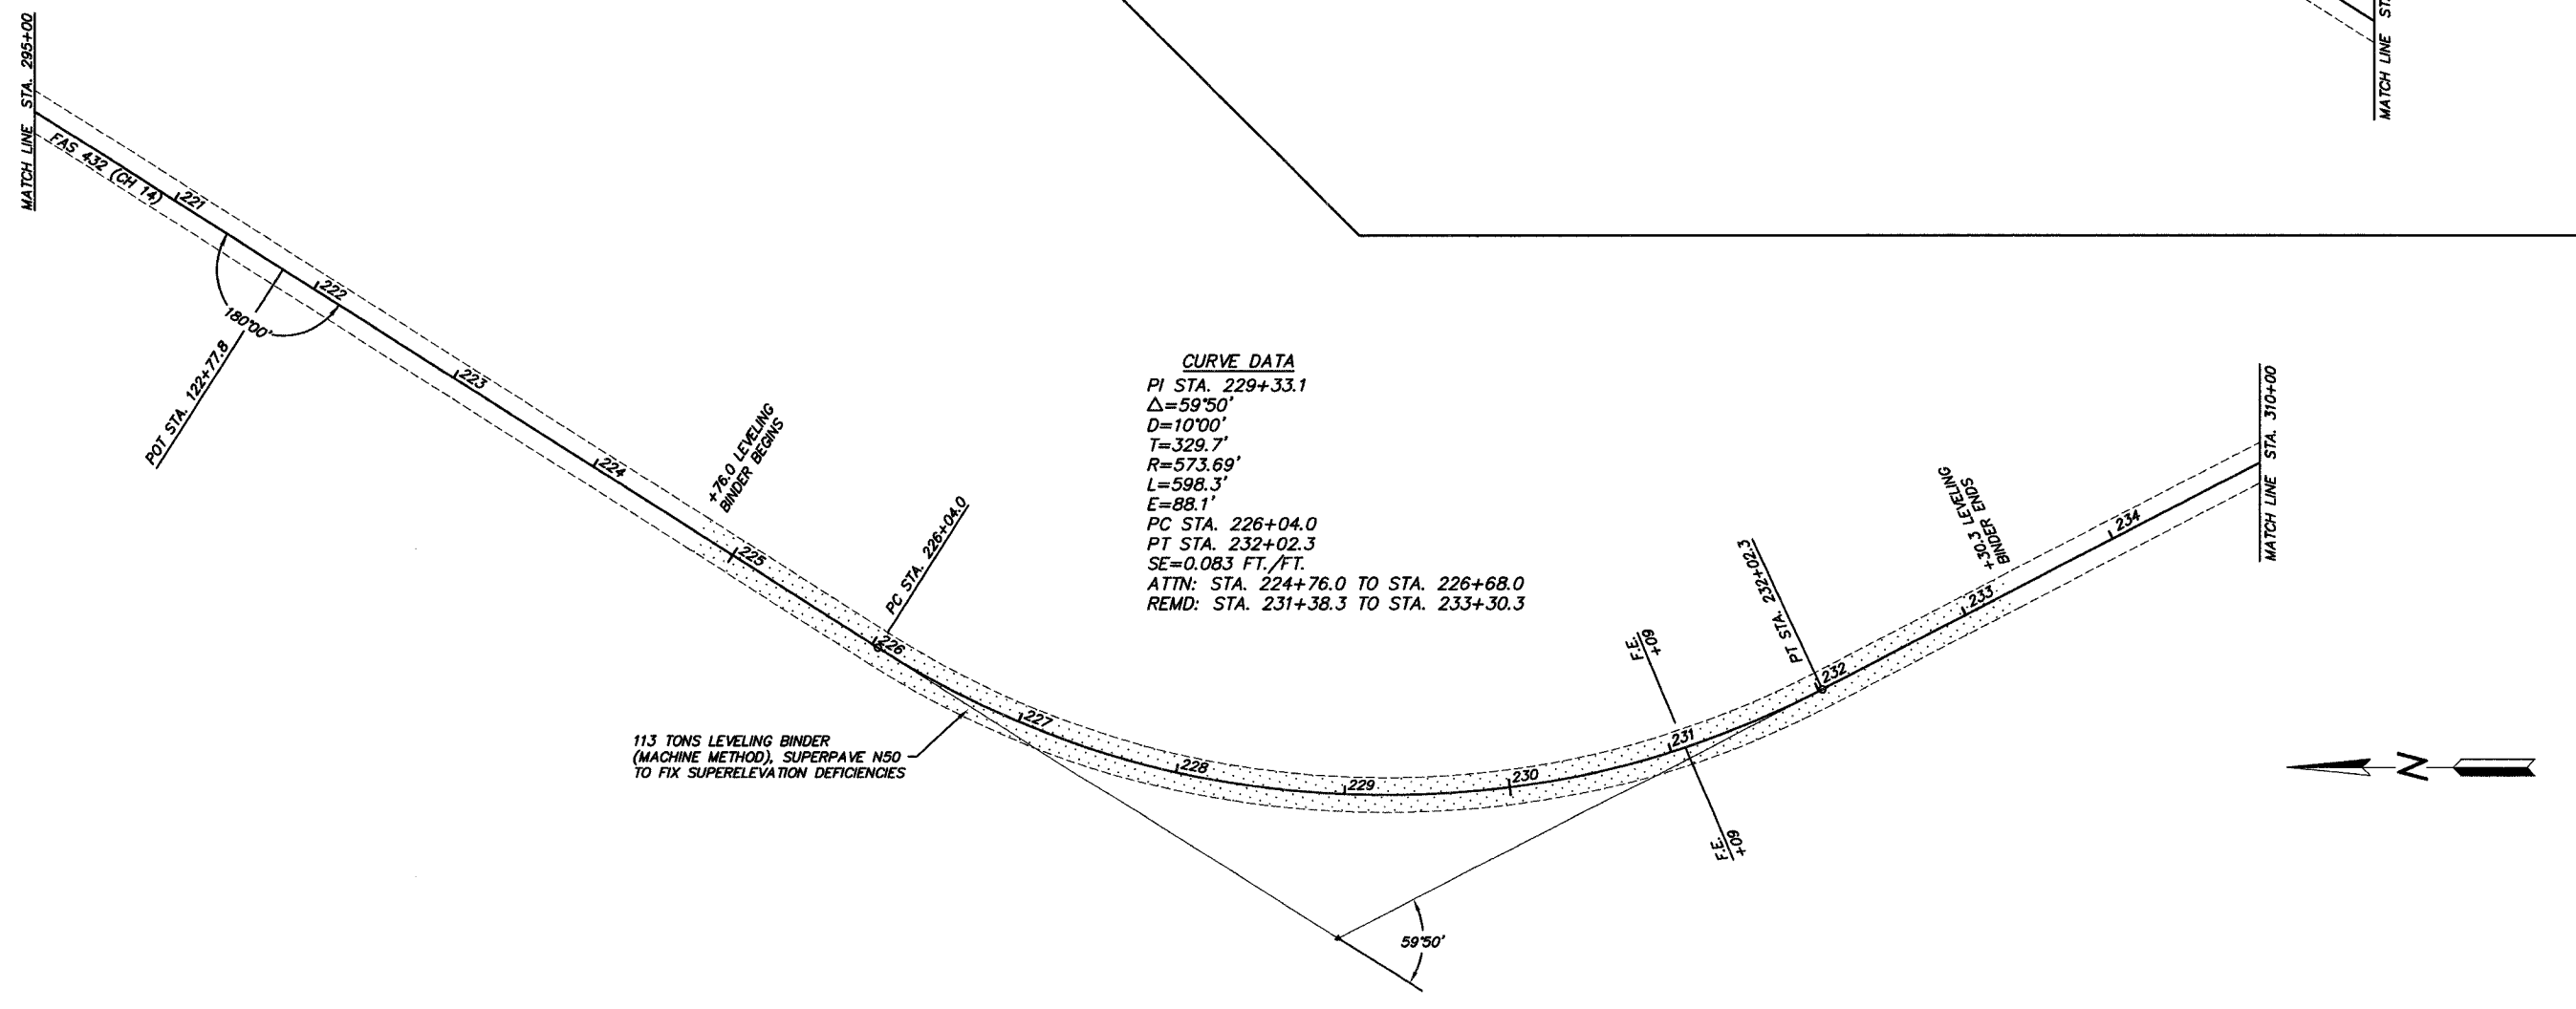 MATCH LINE STA. 295+00
FAS 432 (CH 14)
221
222
180°00'
POT STA. 122+77.8
223
224
+76.0 LEVELING
BINDER BEGINS
225
PC STA. 226+04.0
226
227
228
229
230
231
232
233
234
113 TONS LEVELING BINDER
(MACHINE METHOD), SUPERPAVE N50
TO FIX SUPERELEVATION DEFICIENCIES
CURVE DATA
PI STA. 229+33.1
Δ=59°50'
D=10°00'
T=329.7'
R=573.69'
L=598.3'
E=88.1'
PC STA. 226+04.0
PT STA. 232+02.3
SE=0.083 FT./FT.
ATTN: STA. 224+76.0 TO STA. 226+68.0
REMD: STA. 231+38.3 TO STA. 233+30.3
F.E.
+09
F.E.
+09
PT STA. 232+02.3
+30.3 LEVELING
BINDER ENDS
59°50'
MATCH LINE STA. 310+00
MATCH LINE ST
N